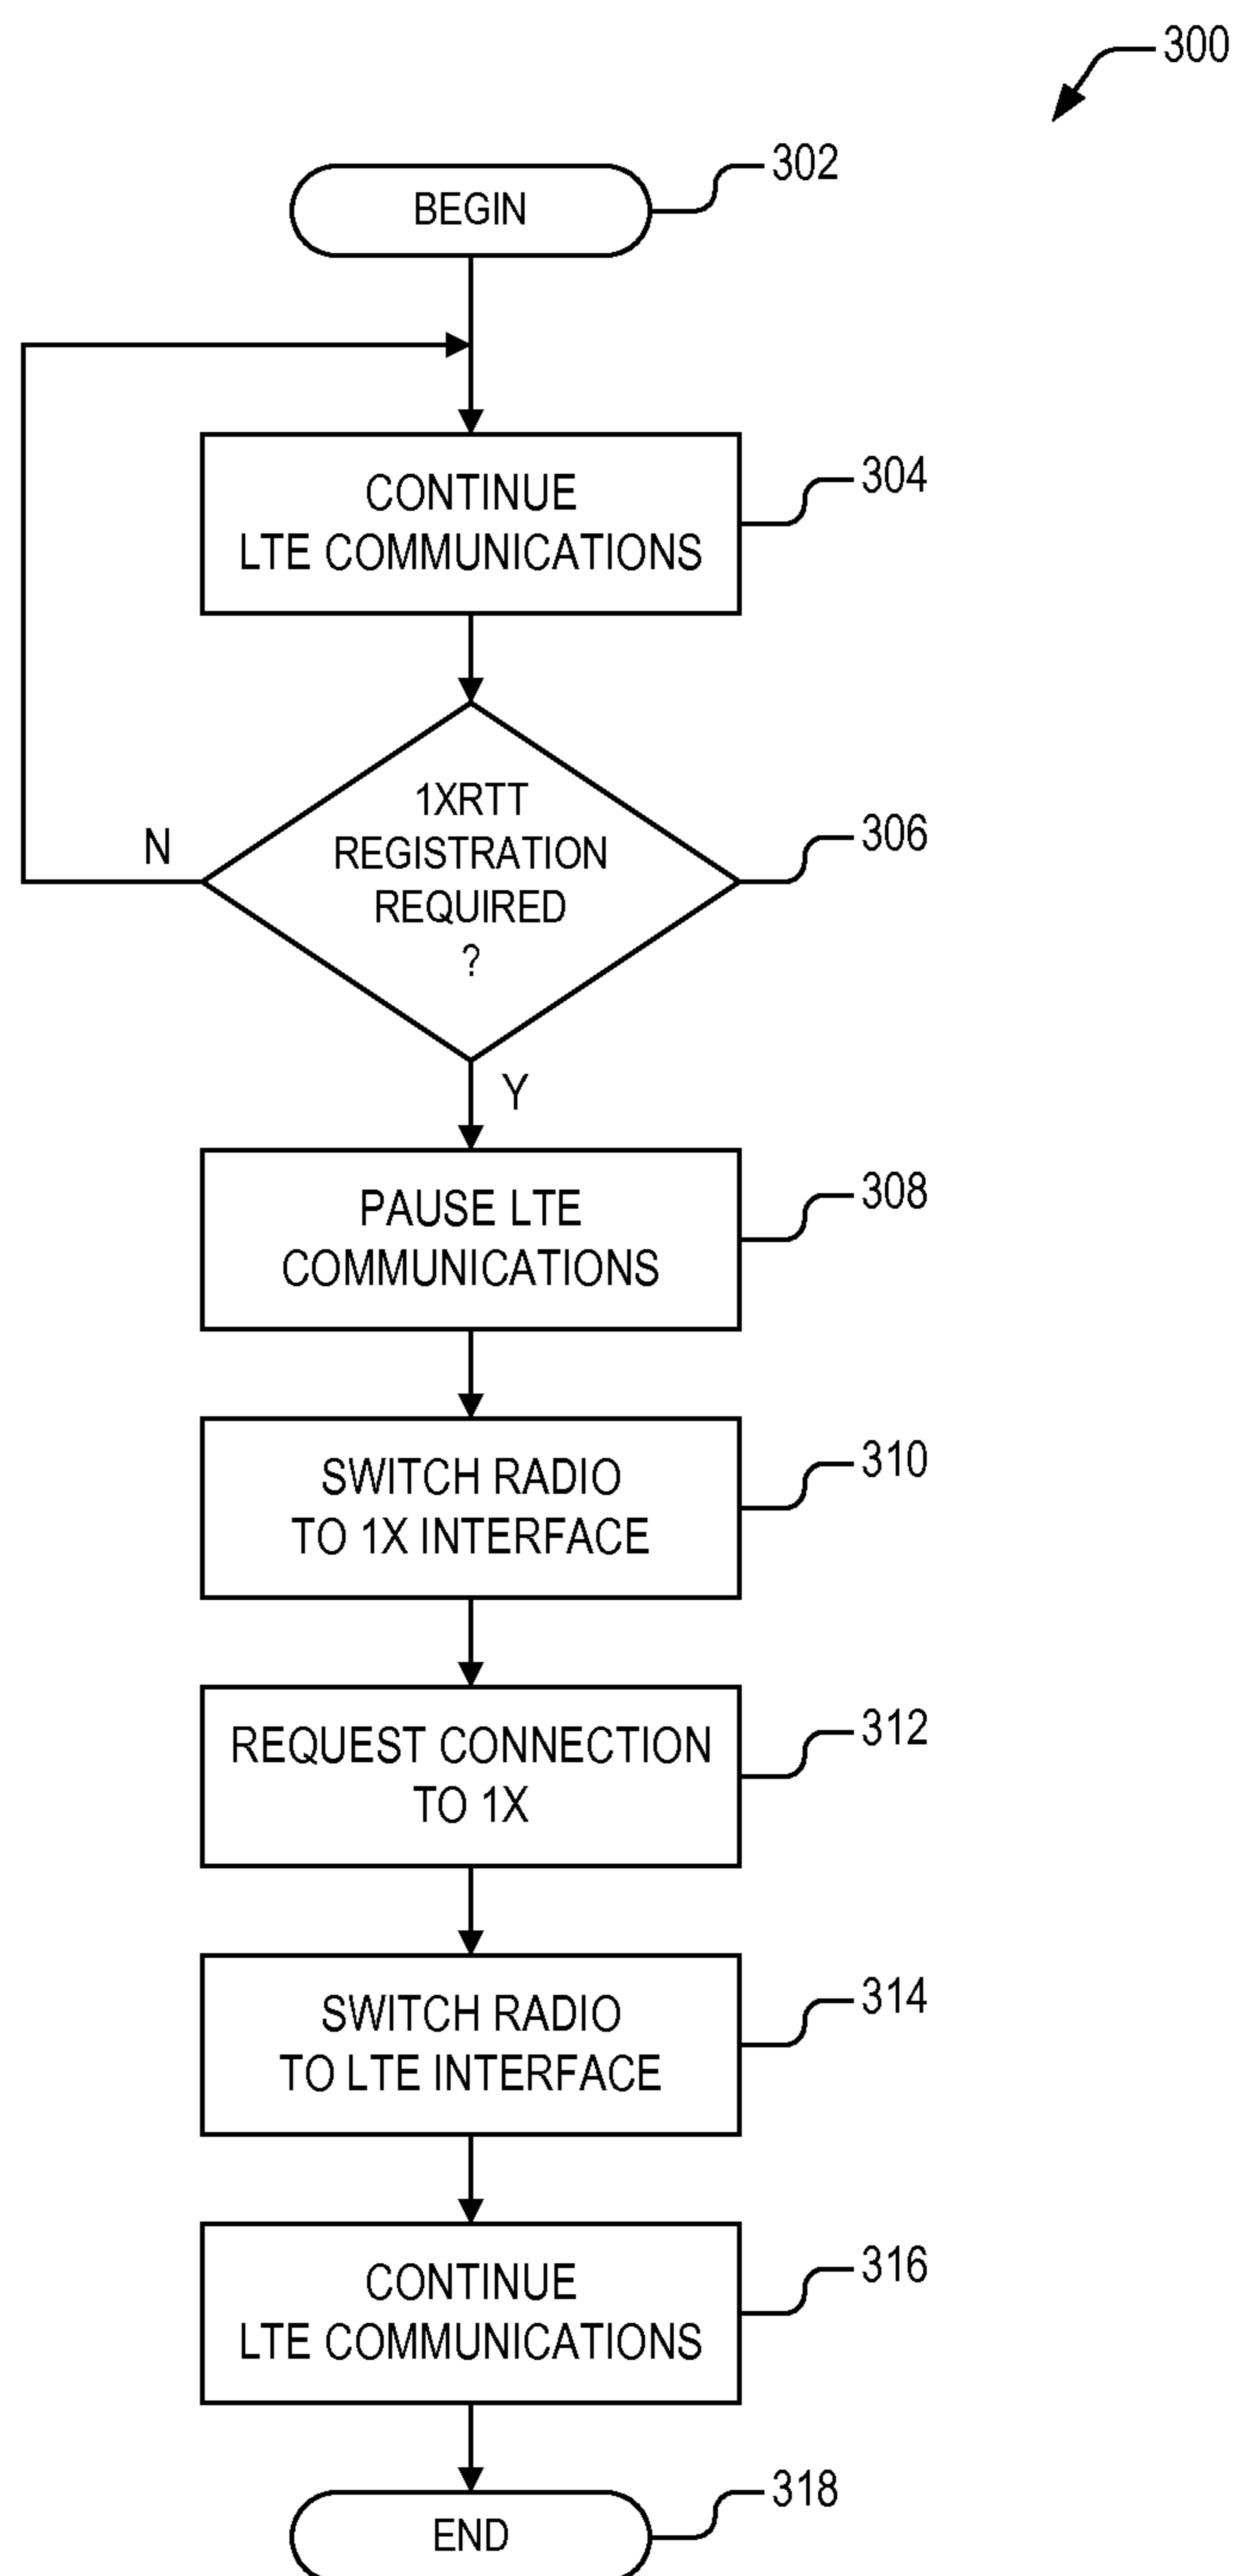 300
302
BEGIN
304
CONTINUE
LTE COMMUNICATIONS
306
1XRTT
REGISTRATION
REQUIRED
?
N
Y
308
PAUSE LTE
COMMUNICATIONS
310
SWITCH RADIO
TO 1X INTERFACE
312
REQUEST CONNECTION
TO 1X
314
SWITCH RADIO
TO LTE INTERFACE
316
CONTINUE
LTE COMMUNICATIONS
318
END